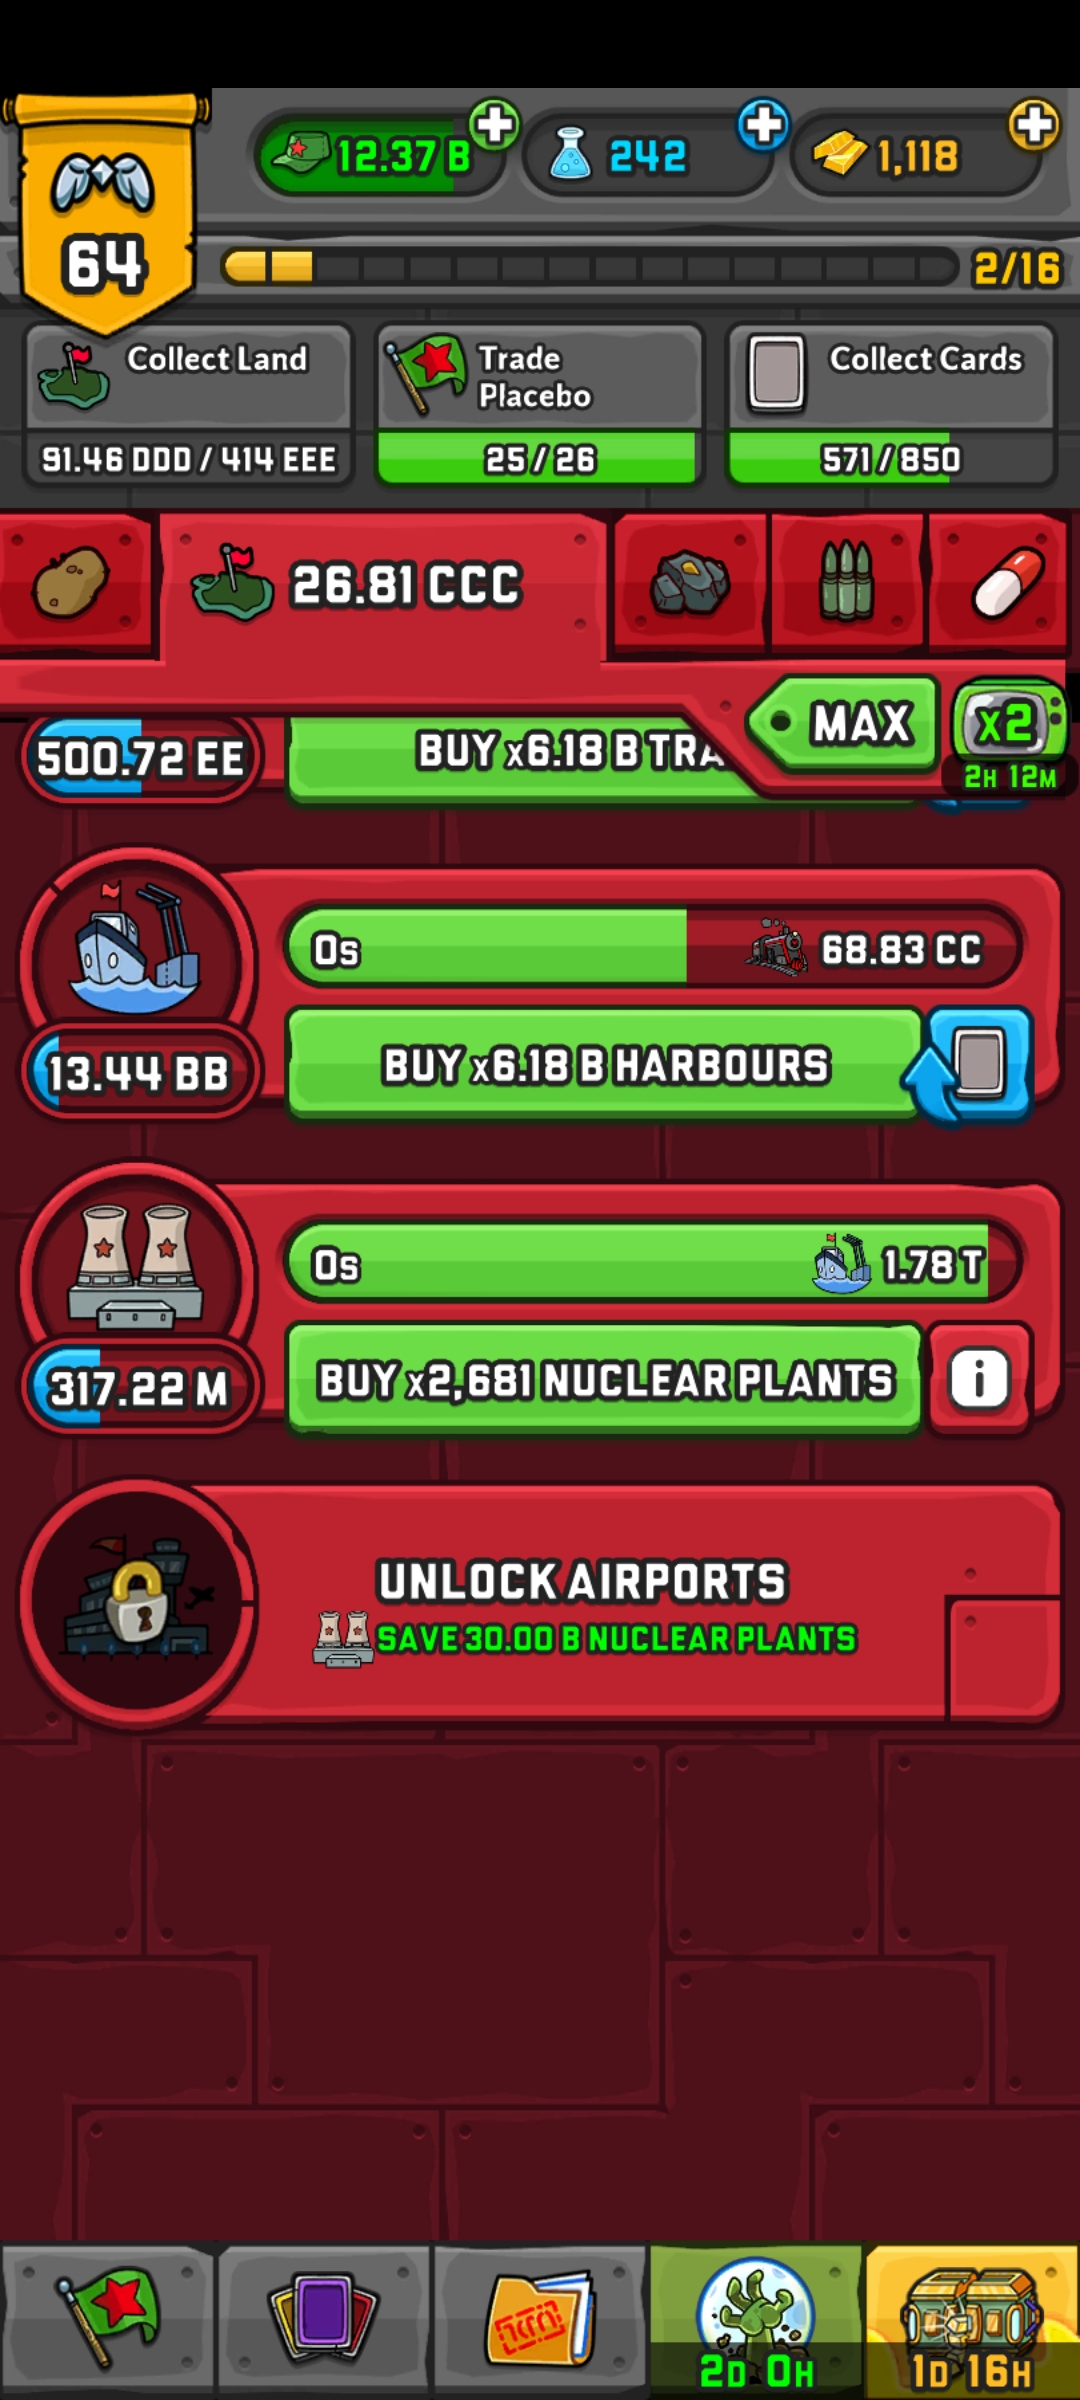 12.37 B
242
1,118
64
2/16
Collect Land
91.46 DDD / 414 EEE
Trade
Placebo
25 / 26
Collect Cards
571 / 850
26.81 CCC
MAX
x2
2H 12M
500.72 EE
BUY x6.18 B TRA
0s
68.83 CC
13.44 BB
BUY x6.18 B HARBOURS
0s
1.78 T
317.22 M
BUY x2,681 NUCLEAR PLANTS
i
UNLOCK AIRPORTS
SAVE 30.00 B NUCLEAR PLANTS
2D 0H
1D 16H